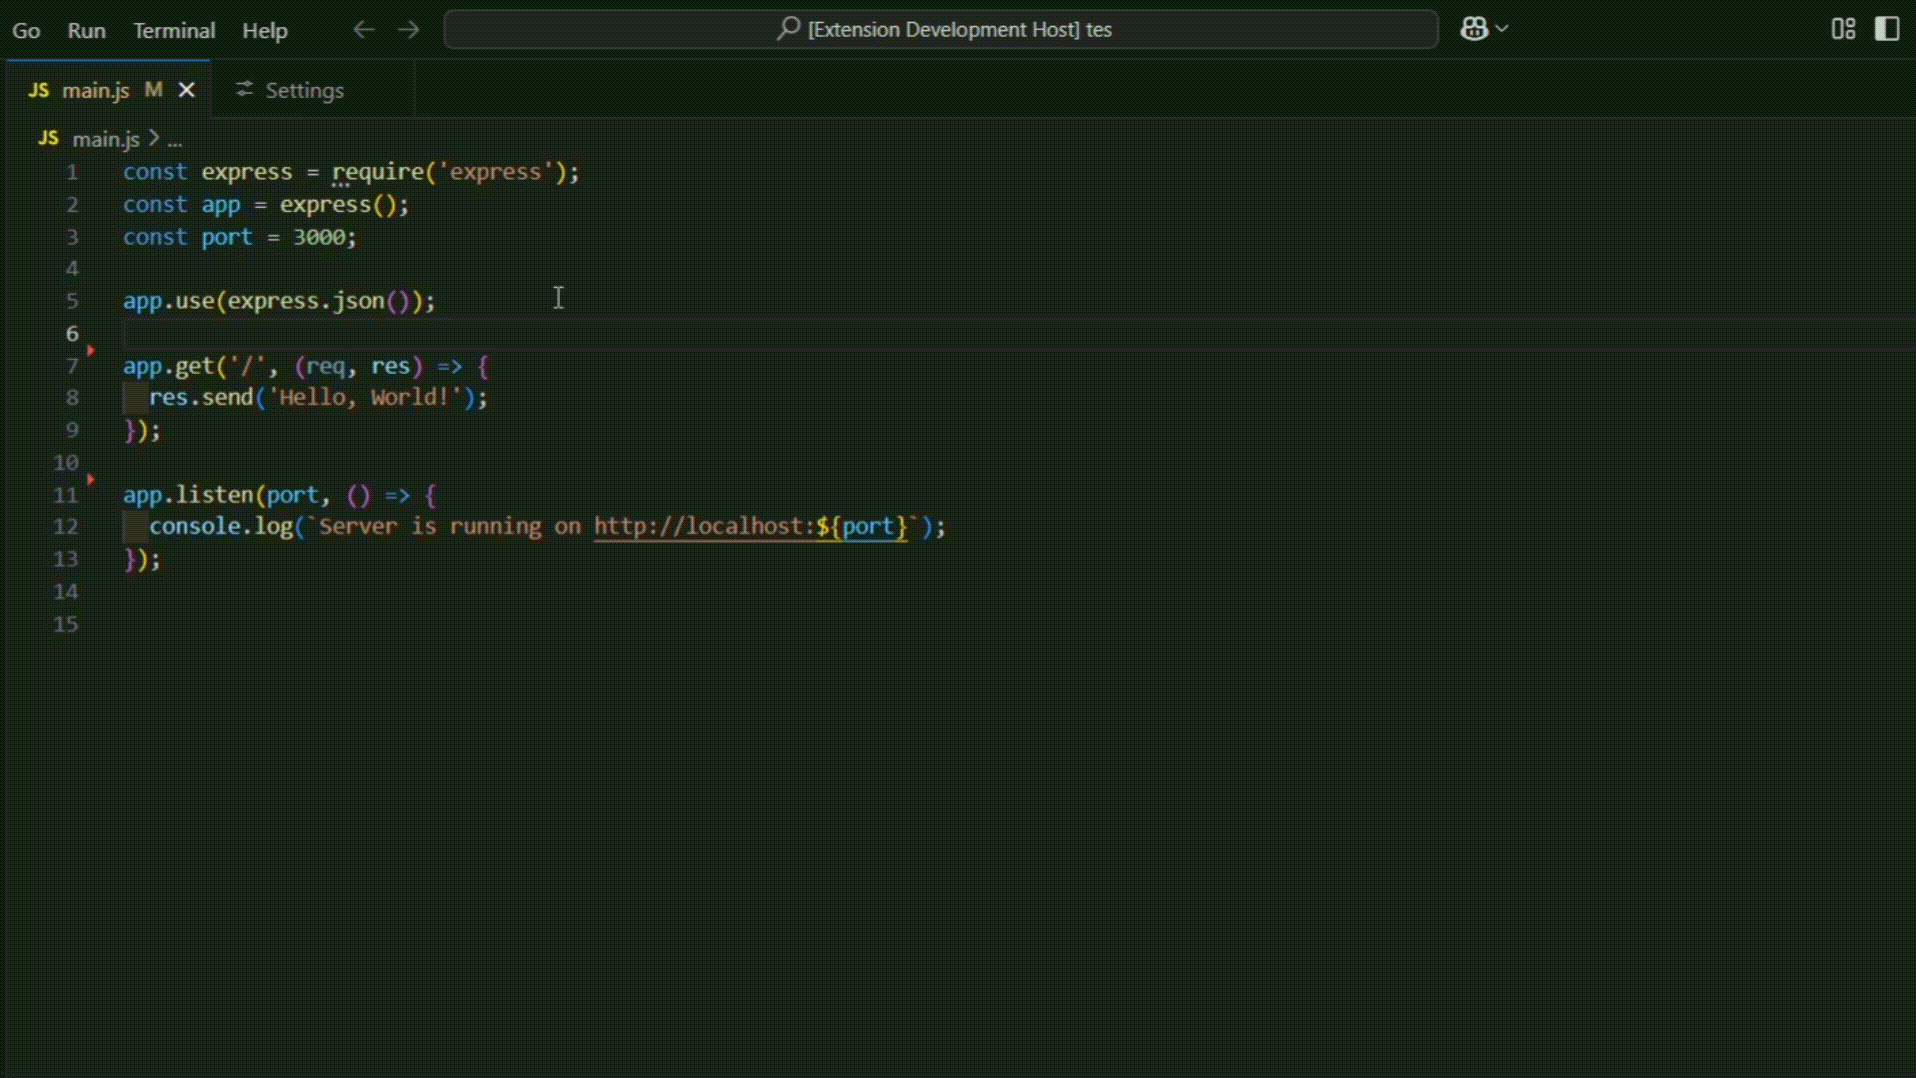 Go Run Terminal Help [Extension Development Host] tes
JS main.js M Settings
JS main.js > ...
1 const express = require('express');
2 const app = express();
3 const port = 3000;
4
5 app.use(express.json());
6
7 app.get('/', (req, res) => {
8 res.send('Hello, World!');
9 });
10
11 app.listen(port, () => {
12 console.log(`Server is running on http://localhost:${port}`);
13 });
14
15